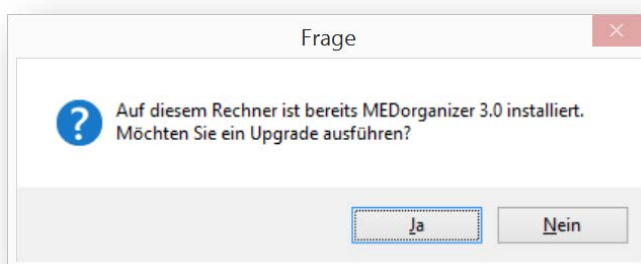 Frage
Auf diesem Rechner ist bereits MEDorganizer 3.0 installiert.
Möchten Sie ein Upgrade ausführen?
Ja
Nein